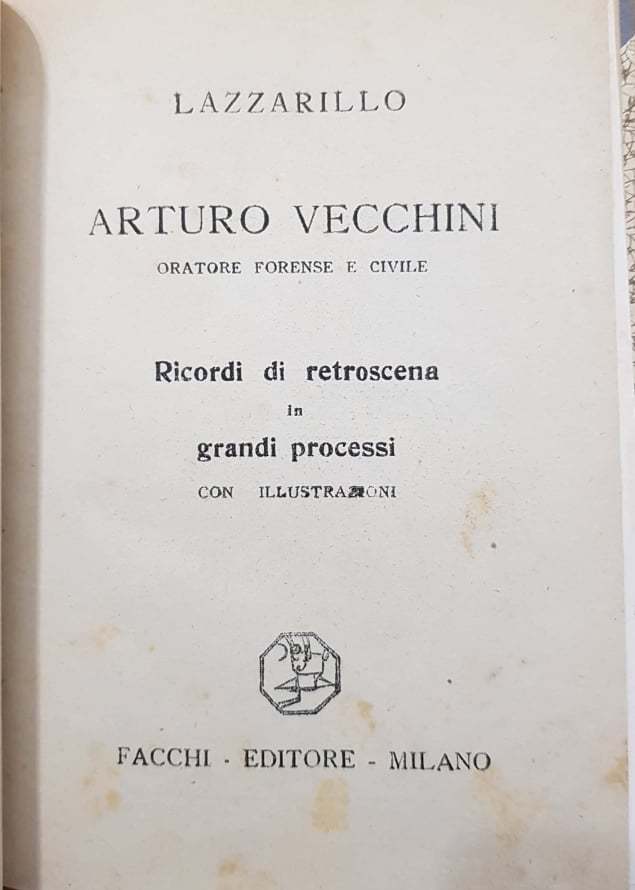 LAZZARILLO
ARTURO VECCHINI
ORATORE FORENSE E CIVILE
Ricordi di retroscena
in
grandi processi
CON ILLUSTRAZIONI
FACCHI - EDITORE - MILANO